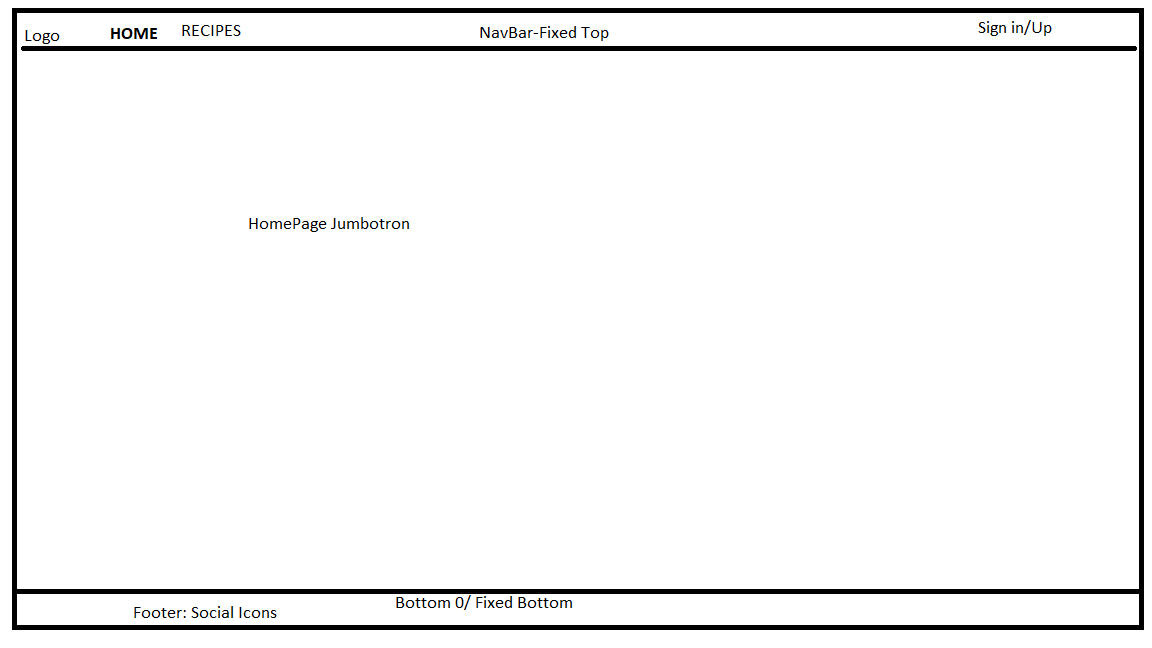 Logo HOME RECIPES NavBar-Fixed Top Sign in/Up
HomePage Jumbotron
Footer: Social Icons Bottom 0/ Fixed Bottom